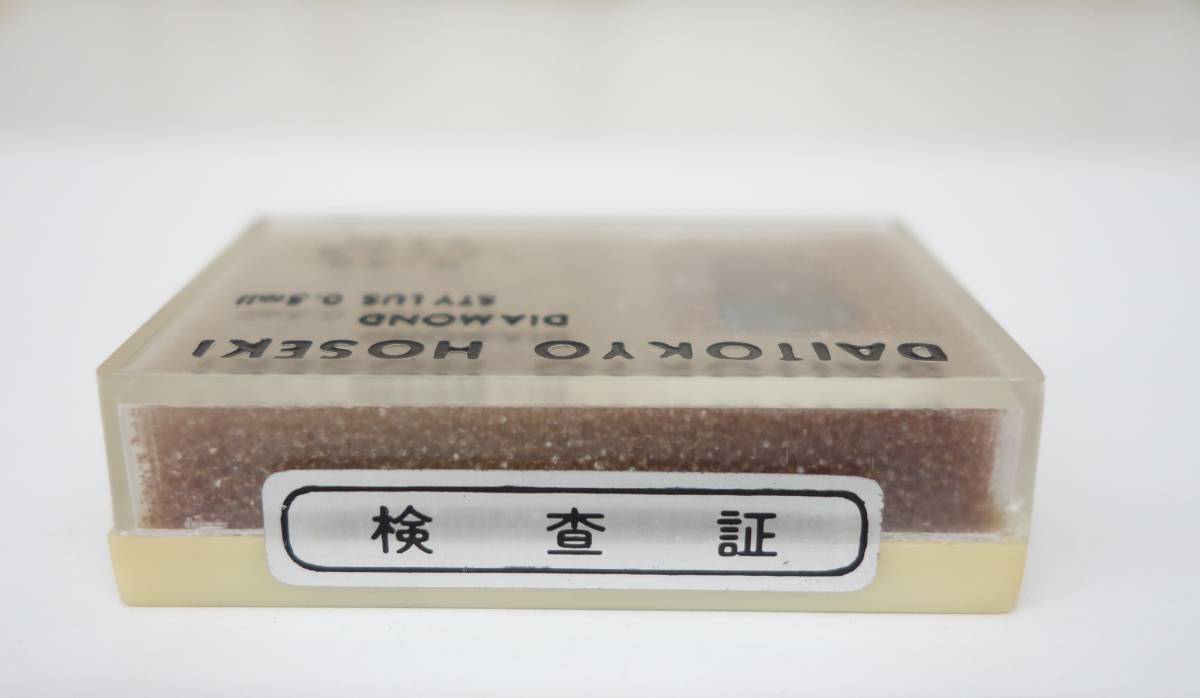 DAITOKYO HOSEKI
DIAMOND
STYLUS 0.5mil
検査証